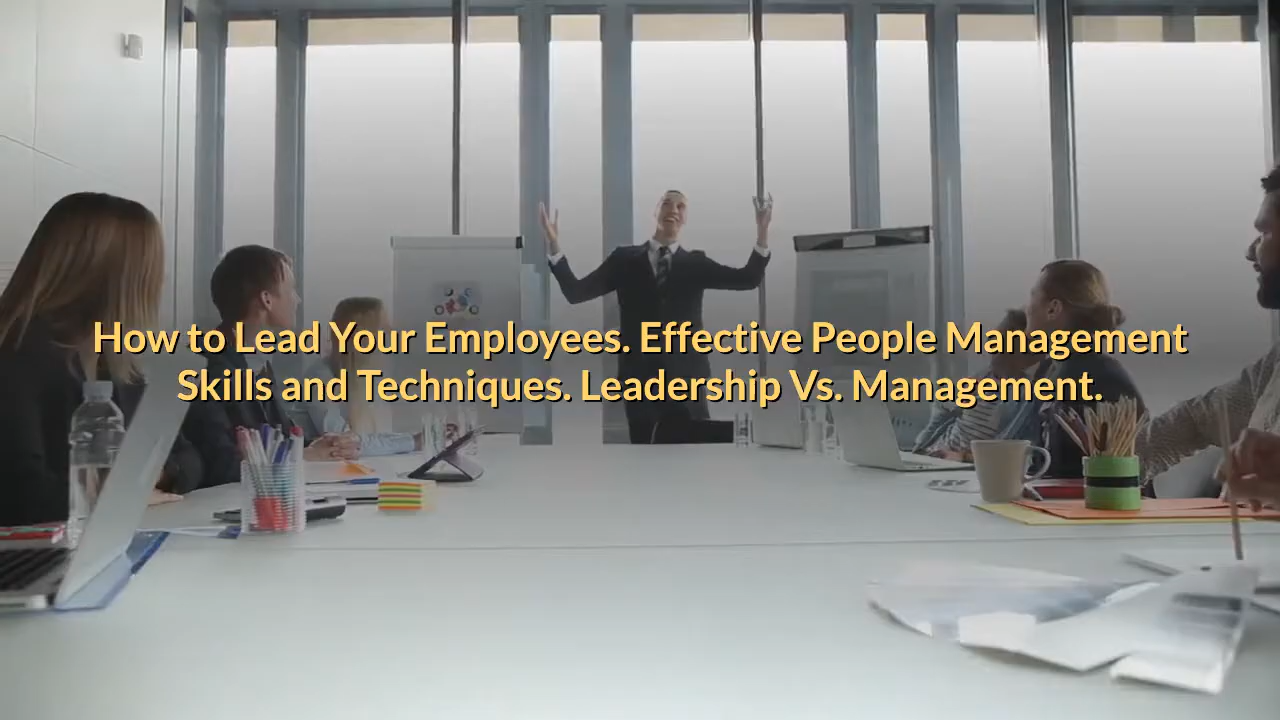 How to Lead Your Employees. Effective People Management
Skills and Techniques. Leadership Vs. Management.